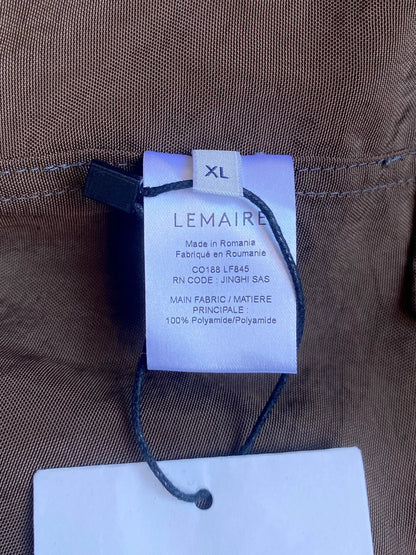 XL
LEMAIRE
Made in Romania
Fabriqué en Roumanie
CO188 LF845
RN CODE : JINGHI SAS
MAIN FABRIC / MATIERE
PRINCIPALE :
100% Polyamide/Polyamide